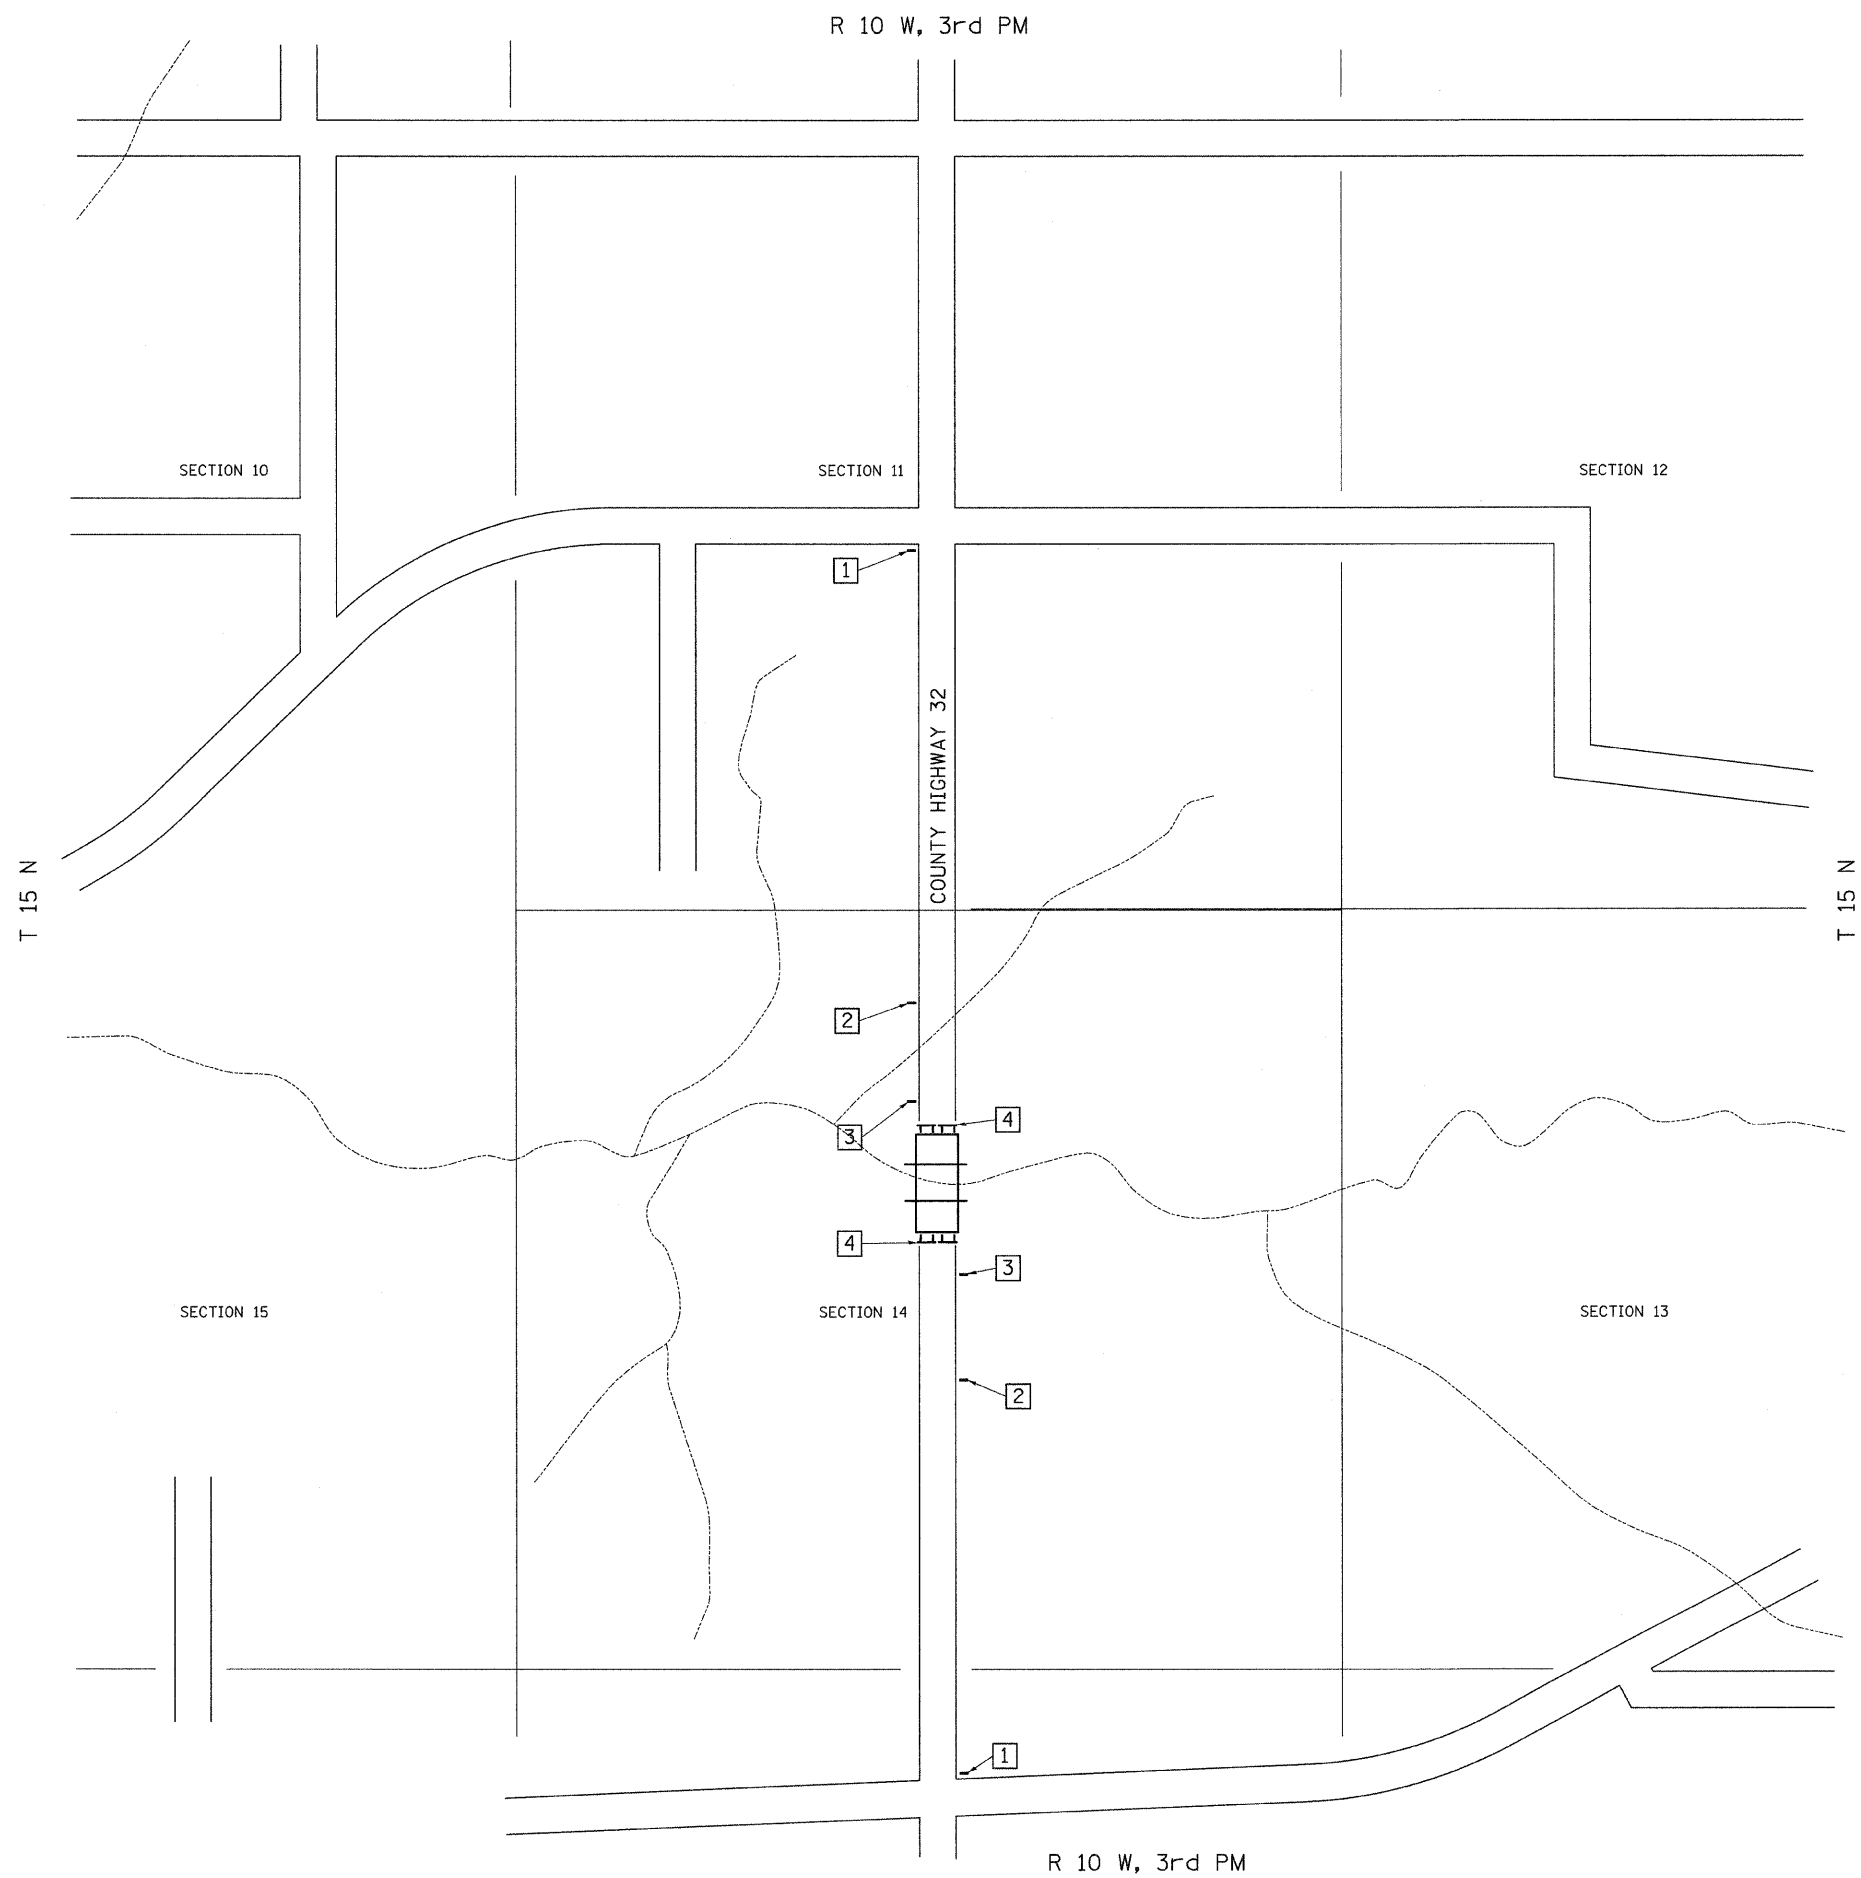 R 10 W, 3rd PM
SECTION 10
SECTION 11
SECTION 12
1
COUNTY HIGHWAY 32
T 15 N
T 15 N
2
3
4
4
3
SECTION 15
SECTION 14
SECTION 13
2
1
R 10 W, 3rd PM